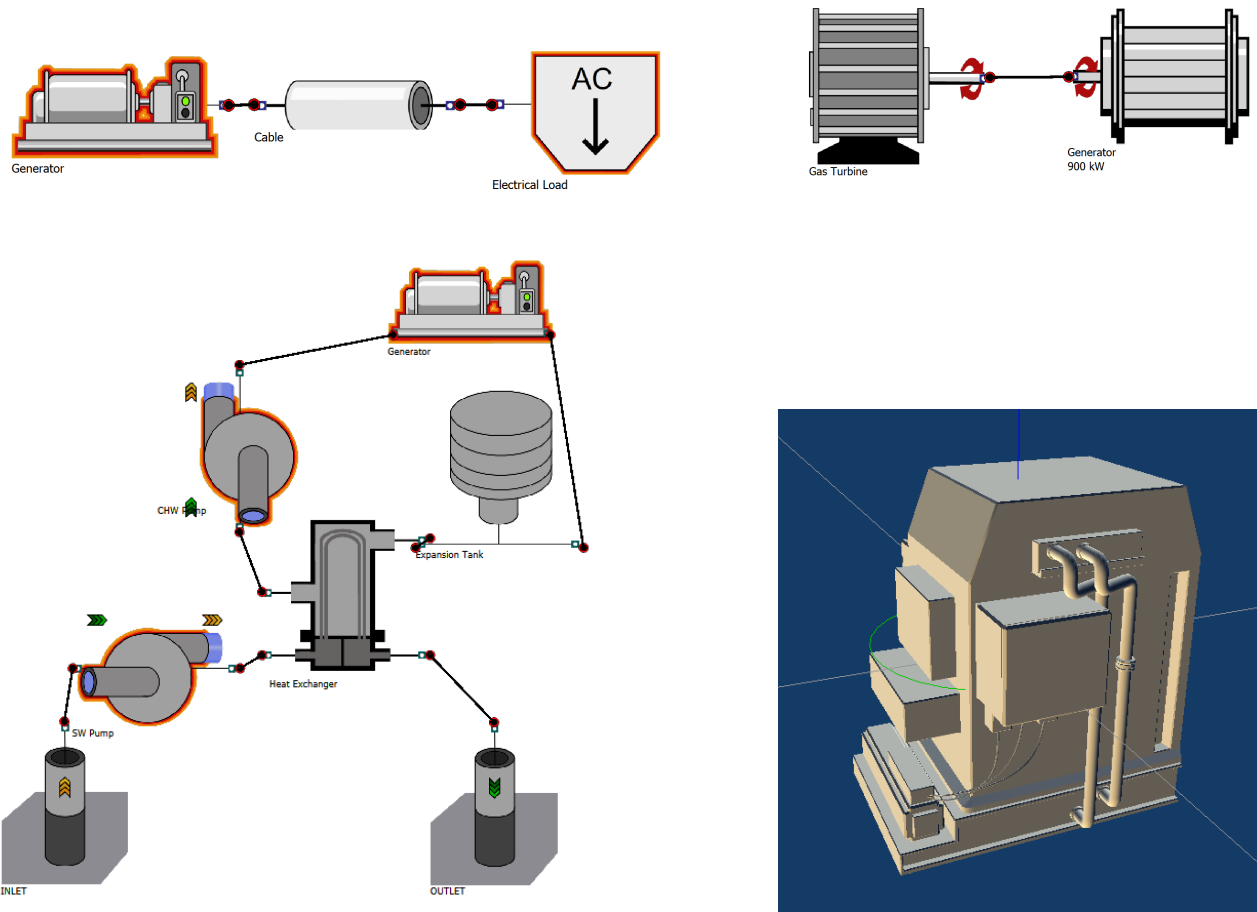 AC
Generator
Cable
Electrical Load
Gas Turbine
Generator
900 kW
Generator
CHW Pump
Expansion Tank
Heat Exchanger
SW Pump
INLET
OUTLET